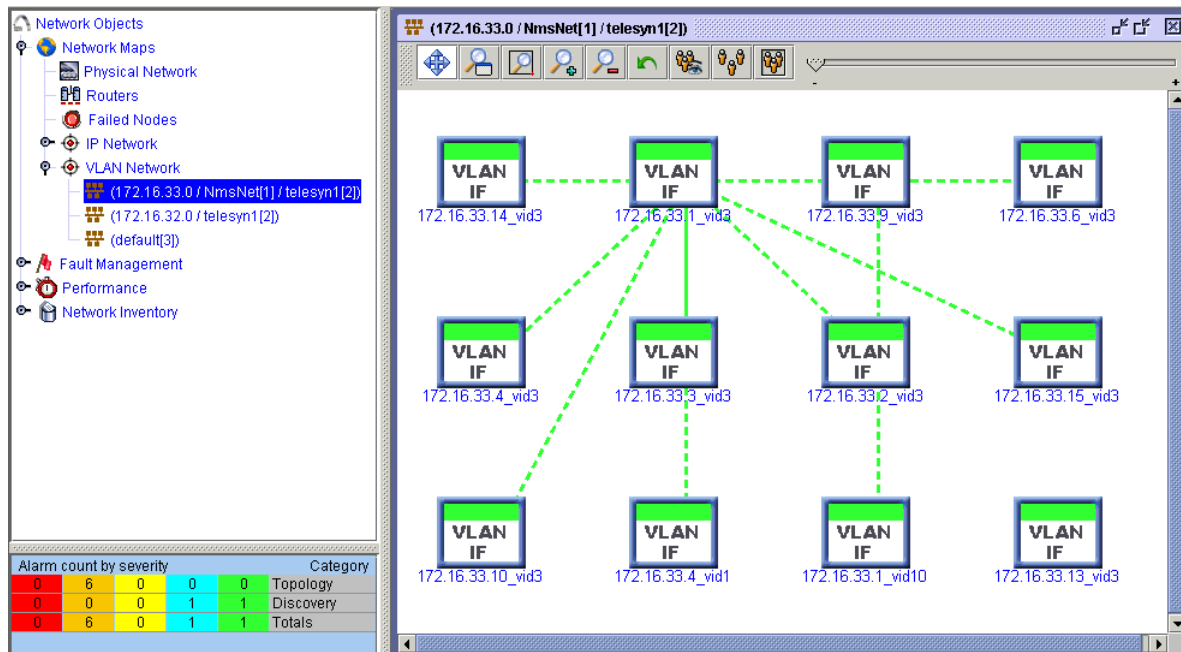 Network Objects
Network Maps
Physical Network
Routers
Failed Nodes
IP Network
VLAN Network
(172.16.33.0 / NmsNet[1] / telesyn1[2])
(172.16.32.0 / telesyn1[2])
(default[3])
Fault Management
Performance
Network Inventory
Alarm count by severity Category
0 6 0 0 0 Topology
0 0 0 1 1 Discovery
0 6 0 1 1 Totals
(172.16.33.0 / NmsNet[1] / telesyn1[2])
- +
VLAN IF VLAN IF VLAN IF VLAN IF
172.16.33.14_vid3 172.16.33.1_vid3 172.16.33.9_vid3 172.16.33.6_vid3
VLAN IF VLAN IF VLAN IF VLAN IF
172.16.33.4_vid3 172.16.33.3_vid3 172.16.33.2_vid3 172.16.33.15_vid3
VLAN IF VLAN IF VLAN IF VLAN IF
172.16.33.10_vid3 172.16.33.4_vid1 172.16.33.1_vid10 172.16.33.13_vid3